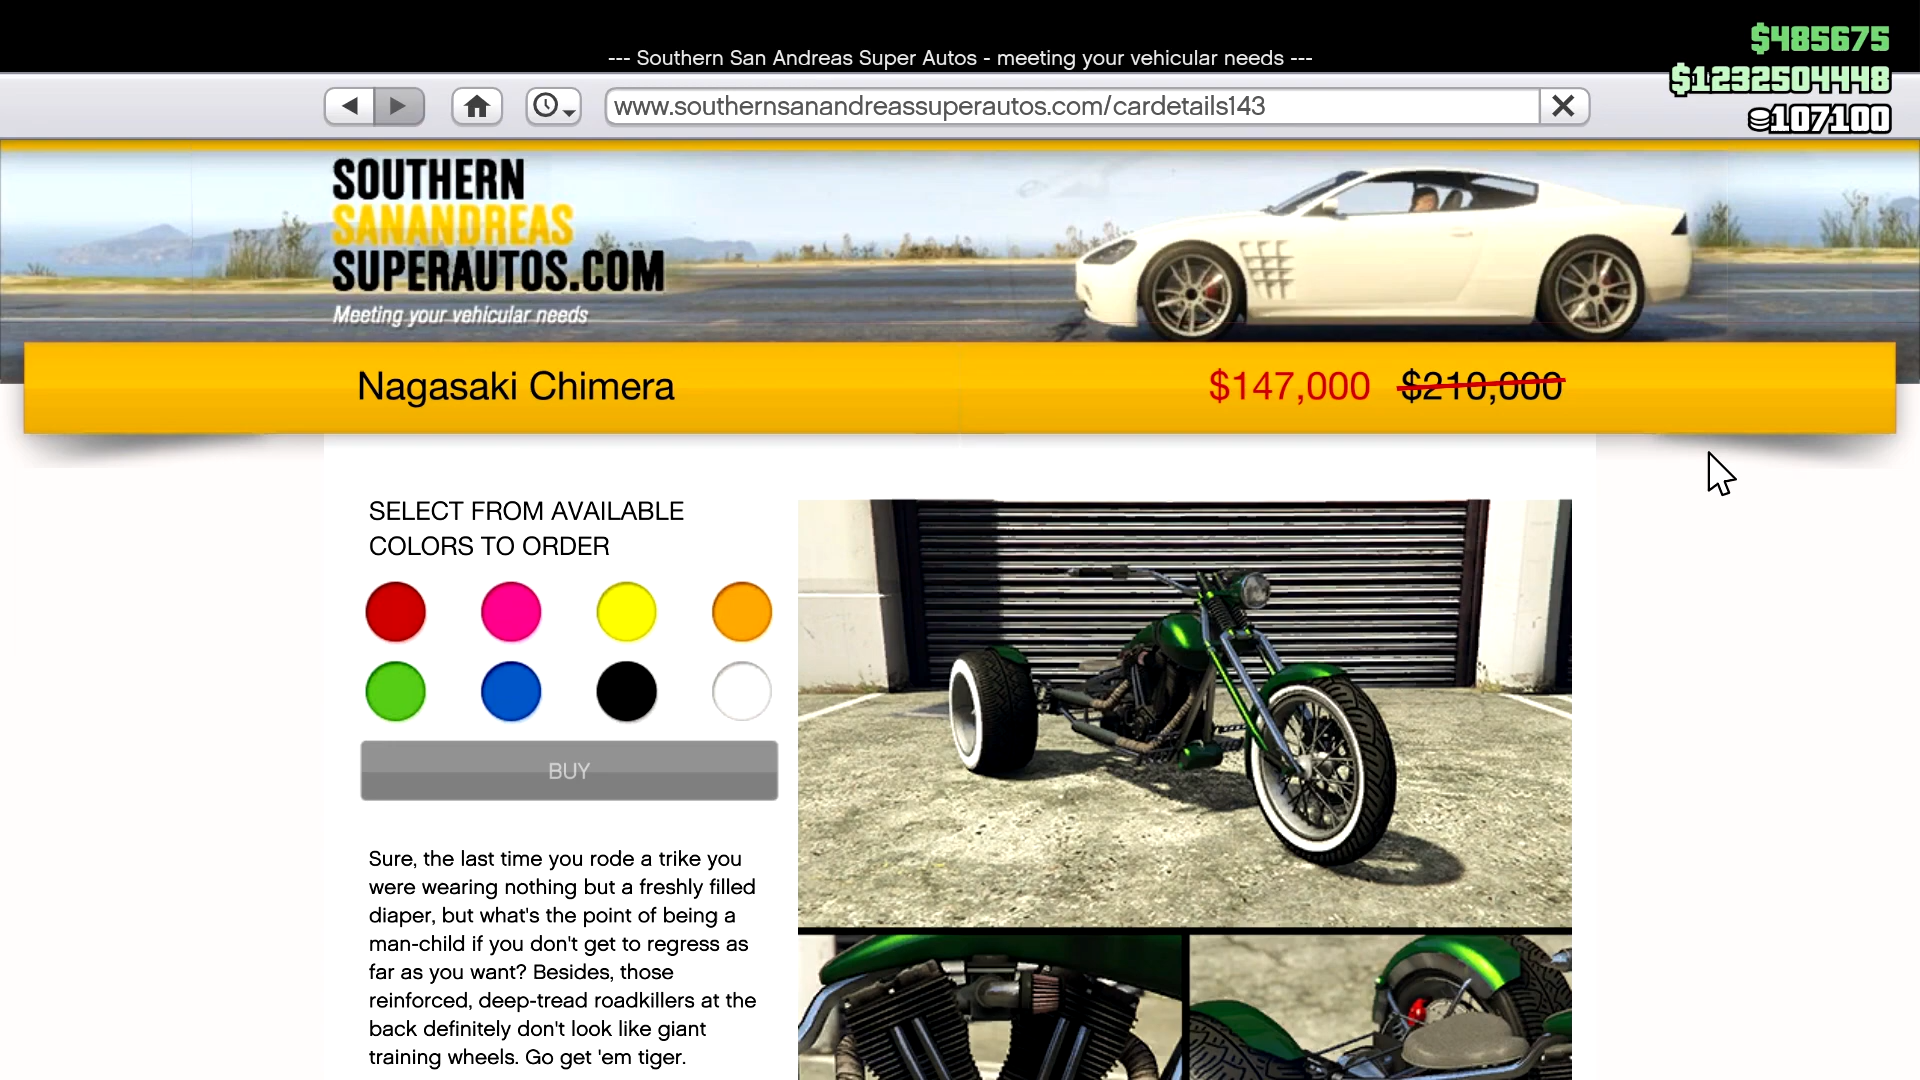 --- Southern San Andreas Super Autos - meeting your vehicular needs ---
$485675
$1232504448
107100
www.southernsanandreassuperautos.com/cardetails143
SOUTHERN
SANANDREAS
SUPERAUTOS.COM
Meeting your vehicular needs
Nagasaki Chimera
$147,000 $210,000
SELECT FROM AVAILABLE
COLORS TO ORDER
BUY
Sure, the last time you rode a trike you
were wearing nothing but a freshly filled
diaper, but what's the point of being a
man-child if you don't get to regress as
far as you want? Besides, those
reinforced, deep-tread roadkillers at the
back definitely don't look like giant
training wheels. Go get 'em tiger.